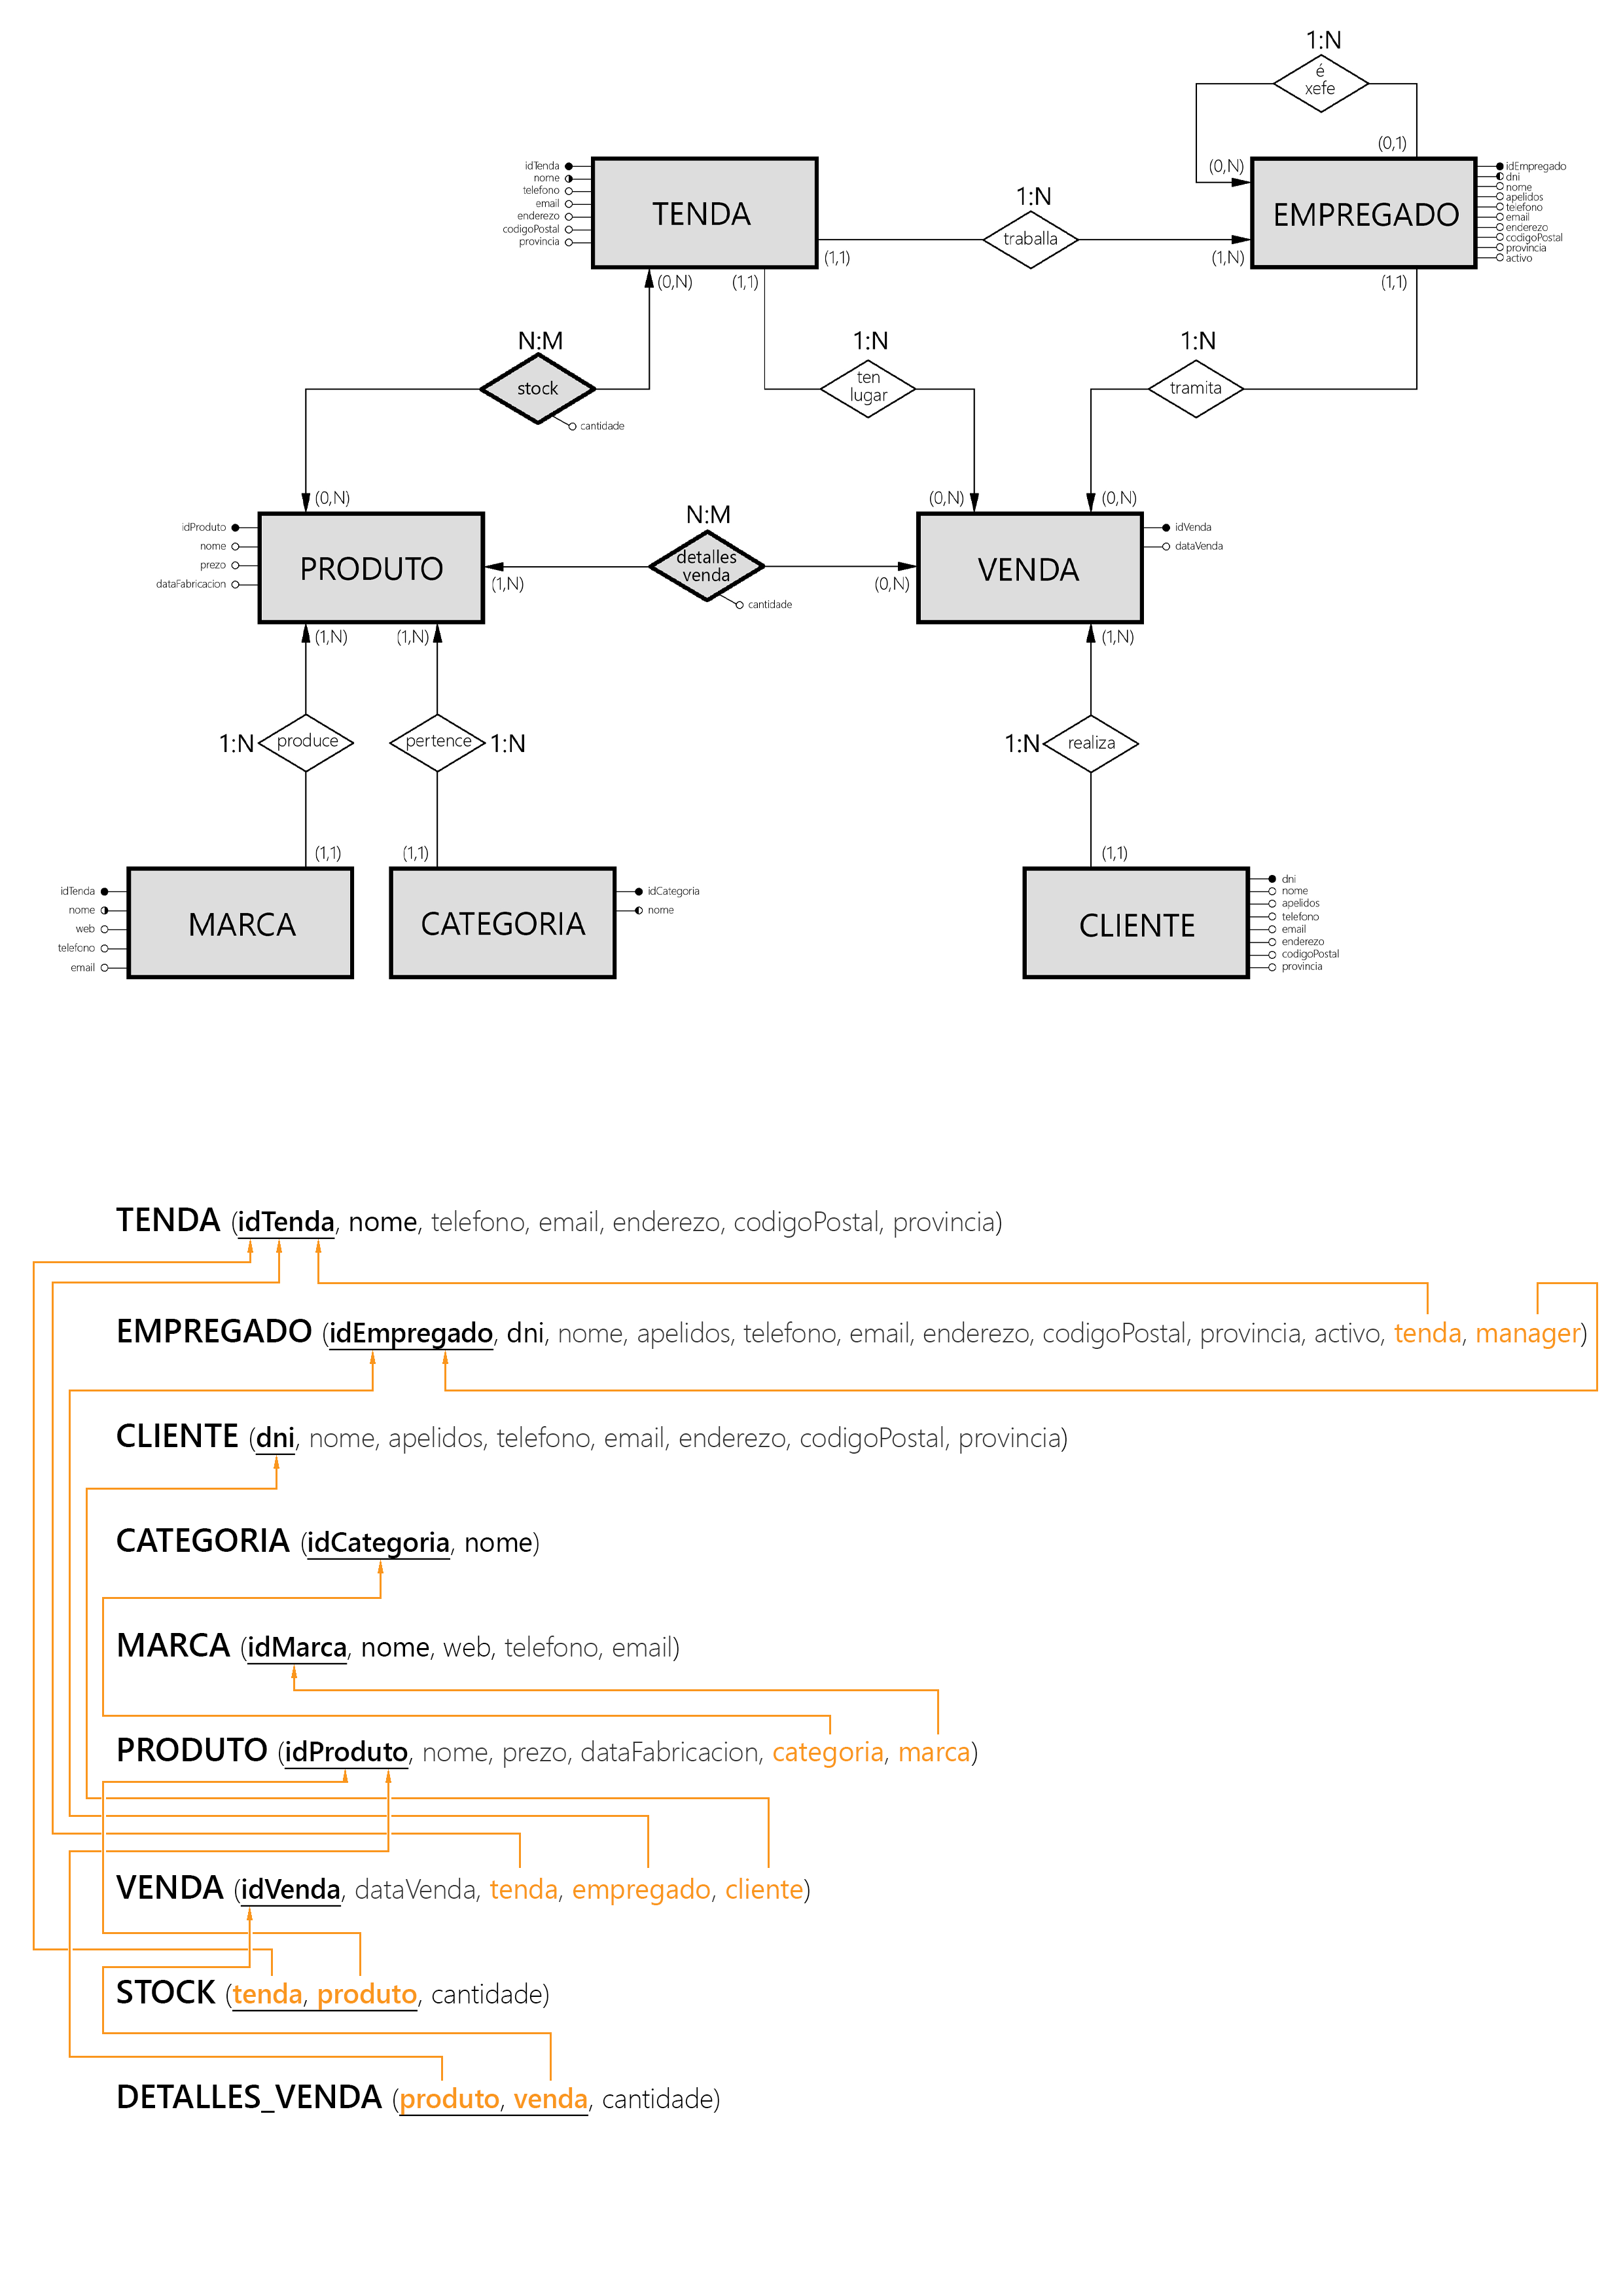 1:N
é
xefe
(0,1)
(0,N)
idTenda
nome
telefono
email
enderezo
codigoPostal
provincia
TENDA
(1,1)
1:N
traballa
(1,N)
EMPREGADO
idEmpregado
dni
nome
apelidos
telefono
email
enderezo
codigoPostal
provincia
activo
(0,N)
(1,1)
(1,1)
N:M
stock
cantidade
1:N
ten
lugar
1:N
tramita
(0,N)
(0,N)
(0,N)
idProduto
nome
prezo
dataFabricacion
PRODUTO
(1,N)
N:M
detalles
venda
cantidade
(0,N)
VENDA
idVenda
dataVenda
(1,N)
(1,N)
(1,N)
1:N
produce
pertence
1:N
1:N
realiza
(1,1)
(1,1)
(1,1)
idTenda
nome
web
telefono
email
MARCA
CATEGORIA
idCategoria
nome
CLIENTE
dni
nome
apelidos
telefono
email
enderezo
codigoPostal
provincia
TENDA (idTenda, nome, telefono, email, enderezo, codigoPostal, provincia)
EMPREGADO (idEmpregado, dni, nome, apelidos, telefono, email, enderezo, codigoPostal, provincia, activo, tenda, manager)
CLIENTE (dni, nome, apelidos, telefono, email, enderezo, codigoPostal, provincia)
CATEGORIA (idCategoria, nome)
MARCA (idMarca, nome, web, telefono, email)
PRODUTO (idProduto, nome, prezo, dataFabricacion, categoria, marca)
VENDA (idVenda, dataVenda, tenda, empregado, cliente)
STOCK (tenda, produto, cantidade)
DETALLES_VENDA (produto, venda, cantidade)